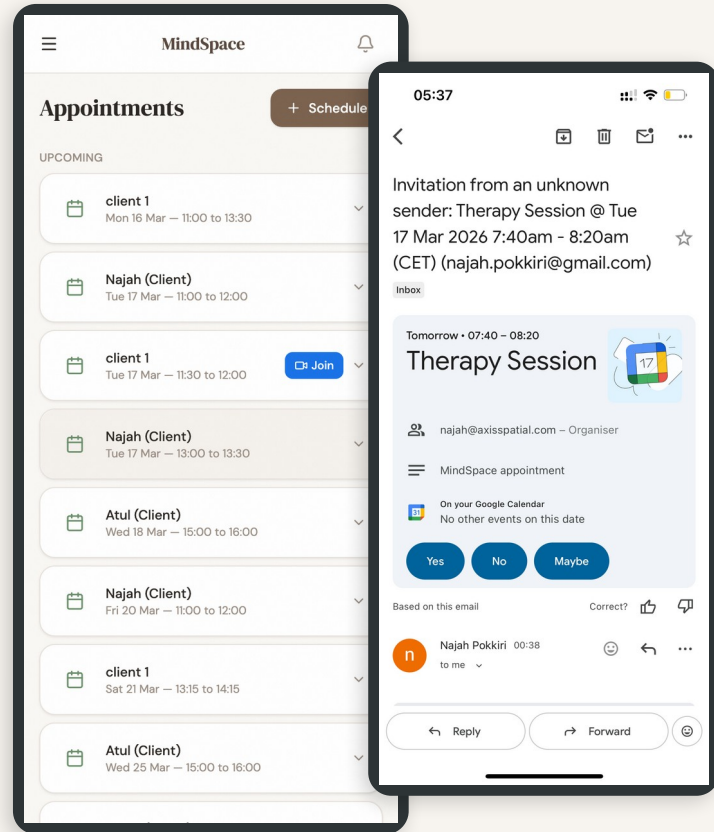 MindSpace
Appointments
+ Schedule
UPCOMING
client 1
Mon 16 Mar — 11:00 to 13:30
Najah (Client)
Tue 17 Mar — 11:00 to 12:00
client 1
Tue 17 Mar — 11:30 to 12:00
Join
Najah (Client)
Tue 17 Mar — 13:00 to 13:30
Atul (Client)
Wed 18 Mar — 15:00 to 16:00
Najah (Client)
Fri 20 Mar — 11:00 to 12:00
client 1
Sat 21 Mar — 13:15 to 14:15
Atul (Client)
Wed 25 Mar — 15:00 to 16:00
05:37
Invitation from an unknown
sender: Therapy Session @ Tue
17 Mar 2026 7:40am - 8:20am
(CET) (najah.pokkiri@gmail.com)
Inbox
Tomorrow • 07:40 – 08:20
Therapy Session
17
najah@axisspatial.com – Organiser
MindSpace appointment
31
On your Google Calendar
No other events on this date
Yes
No
Maybe
Based on this email
Correct?
n
Najah Pokkiri 00:38
to me
Reply
Forward